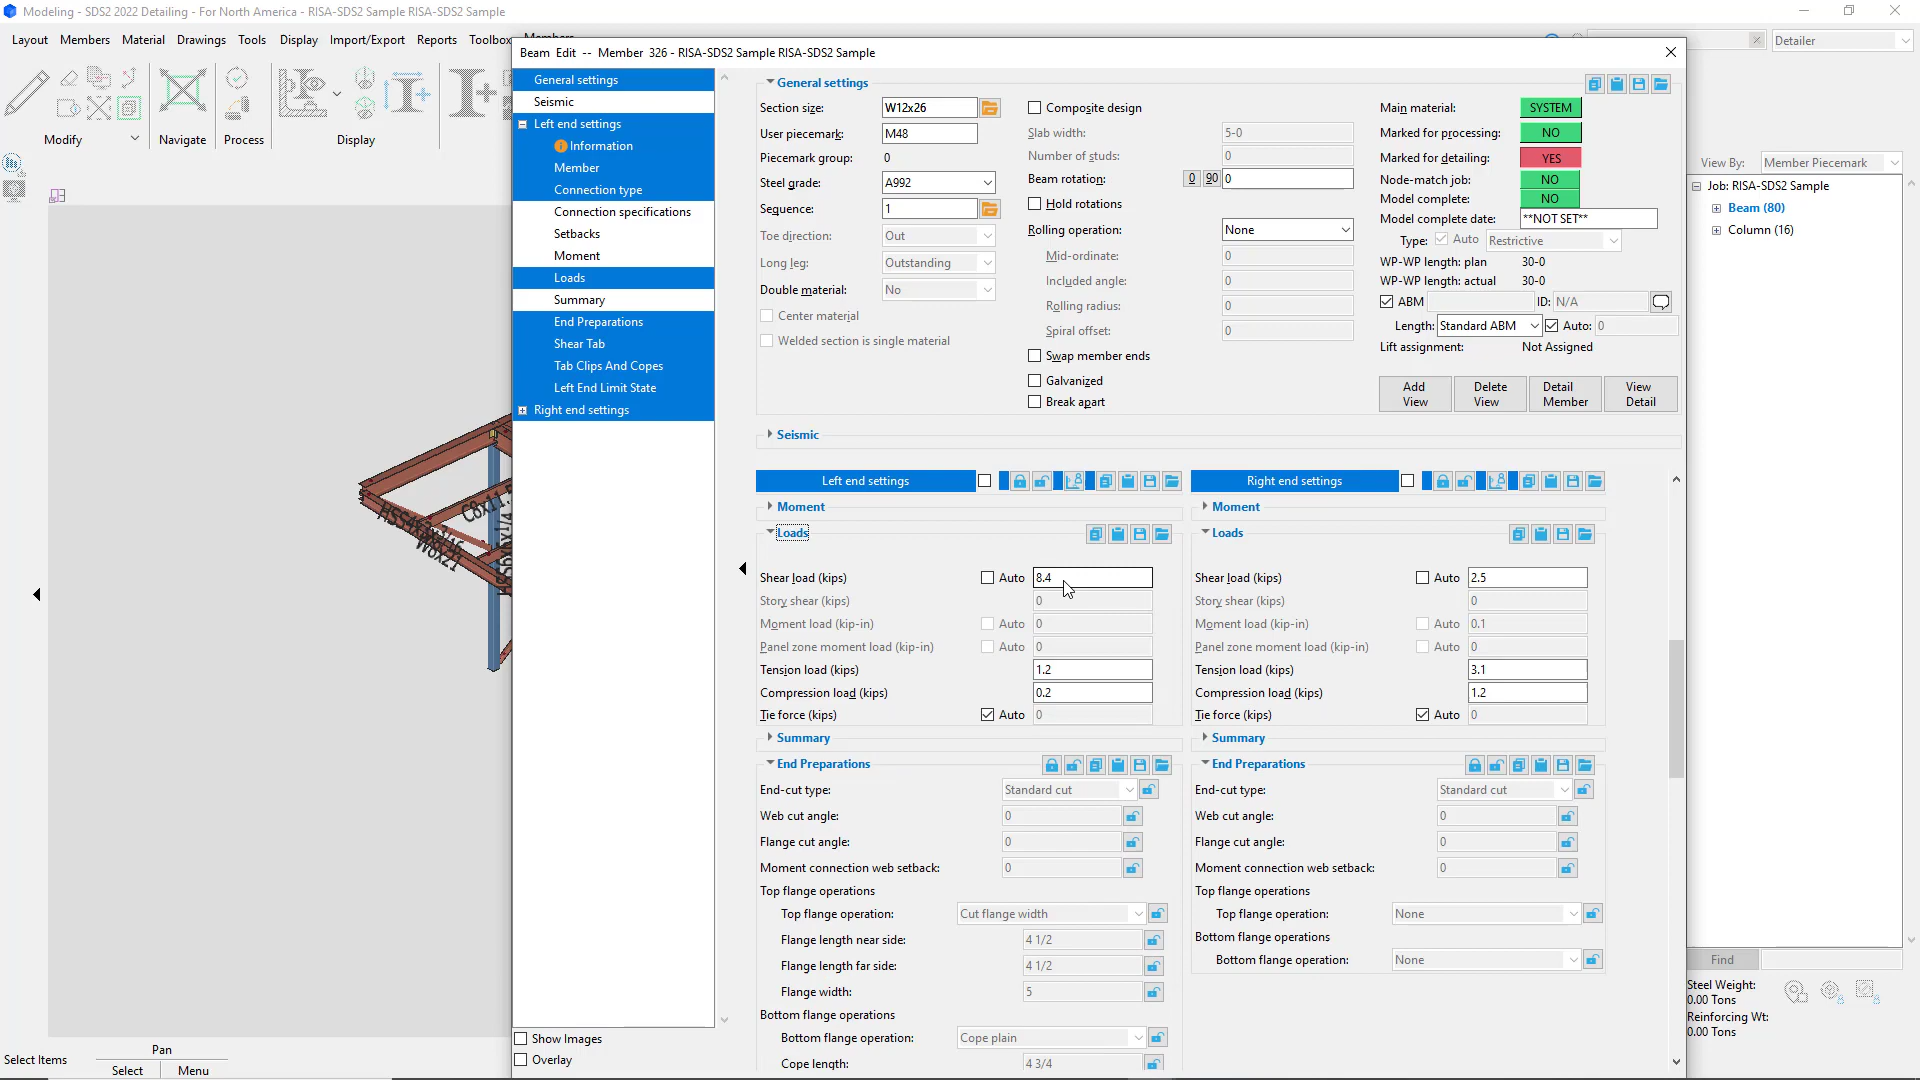 Modeling - SDS2 2022 Detailing - For North America - RISA-SDS2 Sample RISA-SDS2 Sample
Layout Members Material Drawings Tools Display Import/Export Reports Toolbox
Detailer
Modify Navigate Process Display
View By: Member Piecemark
Job: RISA-SDS2 Sample
Beam (80)
Column (16)
Beam Edit -- Member 326 - RISA-SDS2 Sample RISA-SDS2 Sample
General settings
Seismic
Left end settings
Information
Member
Connection type
Connection specifications
Setbacks
Moment
Loads
Summary
End Preparations
Shear Tab
Tab Clips And Copes
Left End Limit State
Right end settings
Show Images
Overlay
General settings
Section size: W12x26
User piecemark: M48
Piecemark group: 0
Steel grade: A992
Sequence: 1
Toe direction: Out
Long leg: Outstanding
Double material: No
Center material
Welded section is single material
Composite design
Slab width: 5-0
Number of studs: 0
Beam rotation: 0 90 0
Hold rotations
Rolling operation: None
Mid-ordinate: 0
Included angle: 0
Rolling radius: 0
Spiral offset: 0
Swap member ends
Galvanized
Break apart
Main material: SYSTEM
Marked for processing: NO
Marked for detailing: YES
Node-match job: NO
Model complete: NO
Model complete date: **NOT SET**
Type: Auto Restrictive
WP-WP length: plan 30-0
WP-WP length: actual 30-0
ABM ID: N/A
Length: Standard ABM Auto: 0
Lift assignment: Not Assigned
Add View Delete View Detail Member View Detail
Seismic
Left end settings
Moment
Loads
Shear load (kips) Auto 8.4
Story shear (kips) 0
Moment load (kip-in) Auto 0
Panel zone moment load (kip-in) Auto 0
Tension load (kips) 1.2
Compression load (kips) 0.2
Tie force (kips) Auto 0
Summary
End Preparations
End-cut type: Standard cut
Web cut angle: 0
Flange cut angle: 0
Moment connection web setback: 0
Top flange operations
Top flange operation: Cut flange width
Flange length near side: 4 1/2
Flange length far side: 4 1/2
Flange width: 5
Bottom flange operations
Bottom flange operation: Cope plain
Cope length: 4 3/4
Right end settings
Moment
Loads
Shear load (kips) Auto 2.5
Story shear (kips) 0
Moment load (kip-in) Auto 0.1
Panel zone moment load (kip-in) Auto 0
Tension load (kips) 3.1
Compression load (kips) 1.2
Tie force (kips) Auto 0
Summary
End Preparations
End-cut type: Standard cut
Web cut angle: 0
Flange cut angle: 0
Moment connection web setback: 0
Top flange operations
Top flange operation: None
Bottom flange operations
Bottom flange operation: None
Find
Steel Weight:
0.00 Tons
Reinforcing Wt:
0.00 Tons
Pan
Select Items
Select Menu